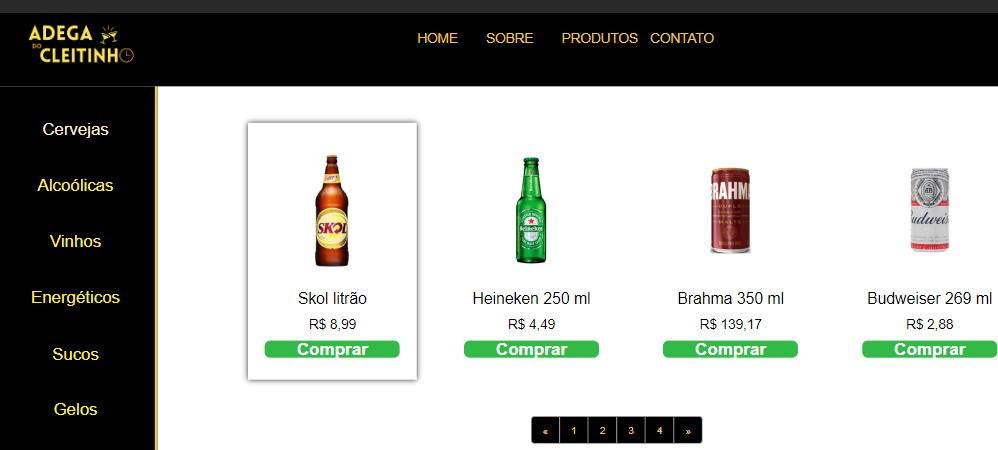 ADEGA
DO
CLEITINHO
HOME SOBRE PRODUTOS CONTATO
Cervejas
Alcoólicas
Vinhos
Energéticos
Sucos
Gelos
SKOL
Skol litrão
R$ 8,99
Comprar
Heineken
Heineken 250 ml
R$ 4,49
Comprar
BRAHMA
Brahma 350 ml
R$ 139,17
Comprar
Budweiser
Budweiser 269 ml
R$ 2,88
Comprar
« 1 2 3 4 »